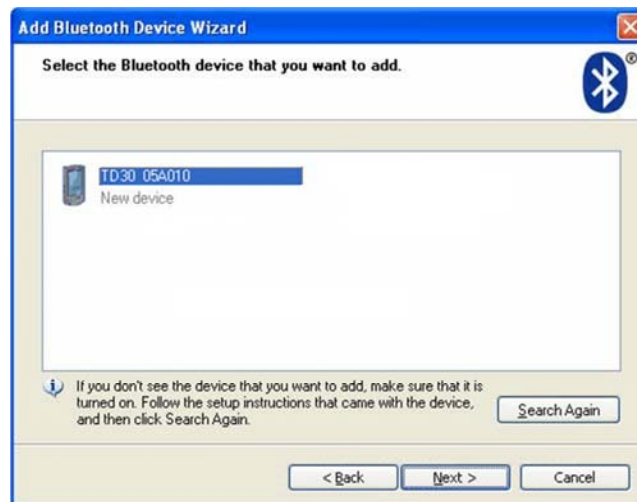 Add Bluetooth Device Wizard
Select the Bluetooth device that you want to add.
®
TD30 05A010
New device
If you don't see the device that you want to add, make sure that it is
turned on. Follow the setup instructions that came with the device,
and then click Search Again.
Search Again
< Back
Next >
Cancel